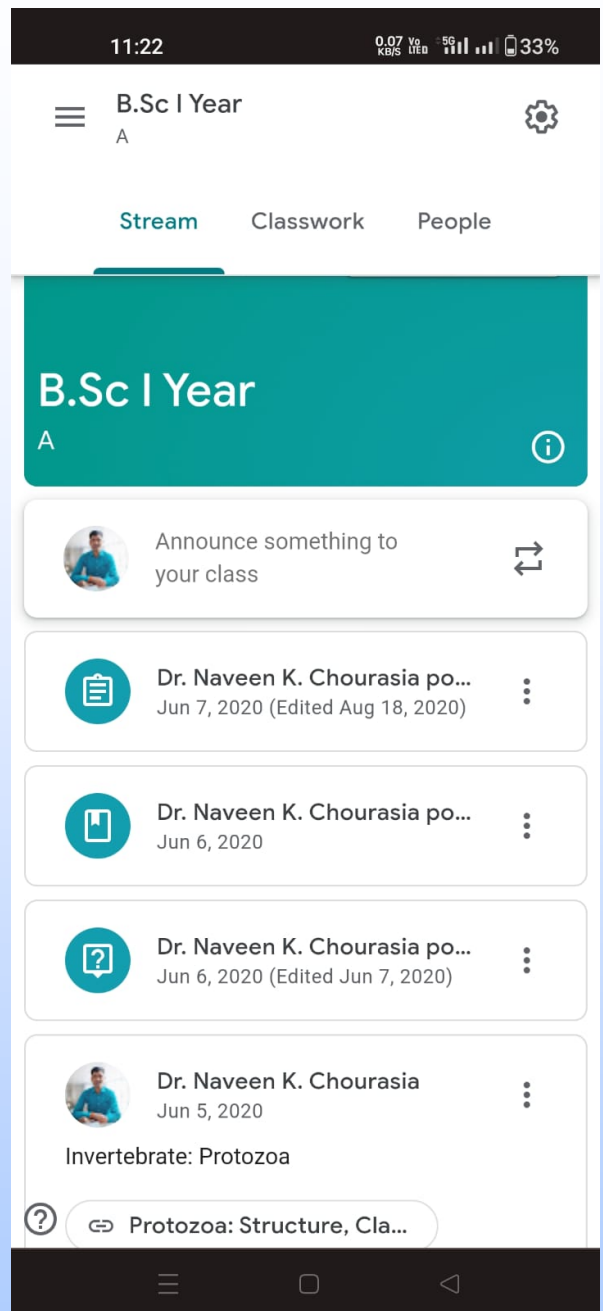 11:22
0.07 KB/S Vo LTED 5G 33%
B.Sc I Year
A
Stream Classwork People
B.Sc I Year
A
Announce something to
your class
Dr. Naveen K. Chourasia po...
Jun 7, 2020 (Edited Aug 18, 2020)
Dr. Naveen K. Chourasia po...
Jun 6, 2020
Dr. Naveen K. Chourasia po...
Jun 6, 2020 (Edited Jun 7, 2020)
Dr. Naveen K. Chourasia
Jun 5, 2020
Invertebrate: Protozoa
Protozoa: Structure, Cla...